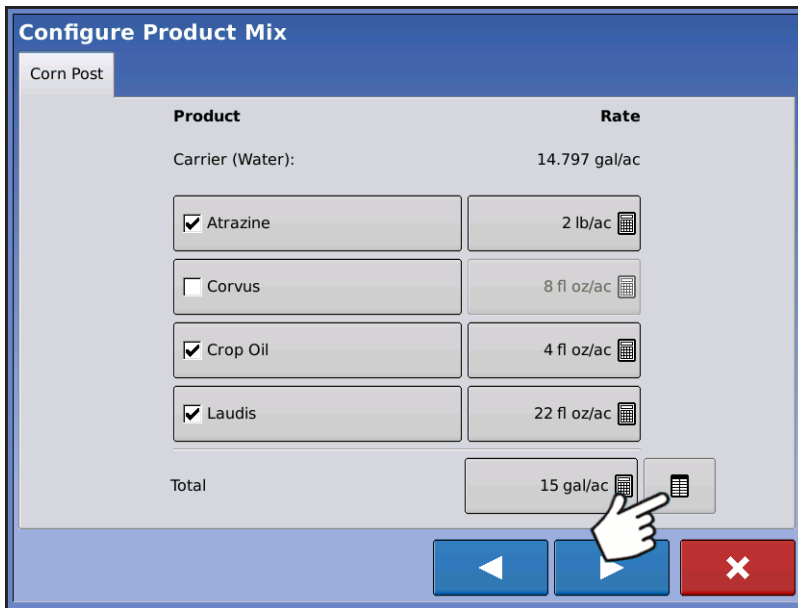 Configure Product Mix
Corn Post
Product Rate
Carrier (Water): 14.797 gal/ac
Atrazine 2 lb/ac
Corvus 8 fl oz/ac
Crop Oil 4 fl oz/ac
Laudis 22 fl oz/ac
Total 15 gal/ac